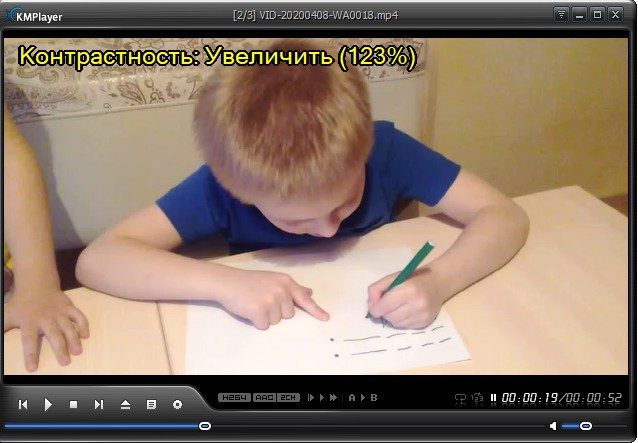 KMPlayer
[2/3] VID-20200408-WA0018.mp4
Контрастность: Увеличить (123%)
H264 AAC 2CH A B 00:00:19/00:00:52